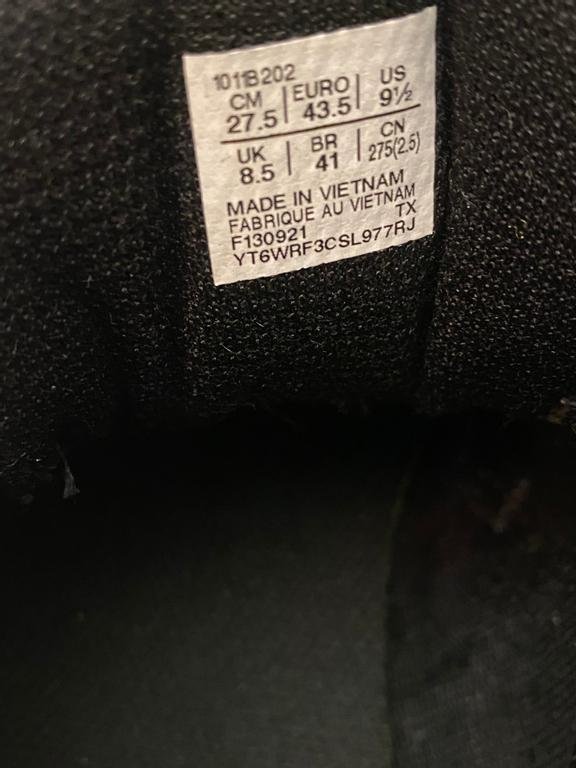 1011B202
CM | EURO | US
27.5 | 43.5 | 9½
UK | BR | CN
8.5 | 41 | 275(2.5)
MADE IN VIETNAM
FABRIQUE AU VIETNAM
F130921 TX
YT6WRF3CSL977RJ